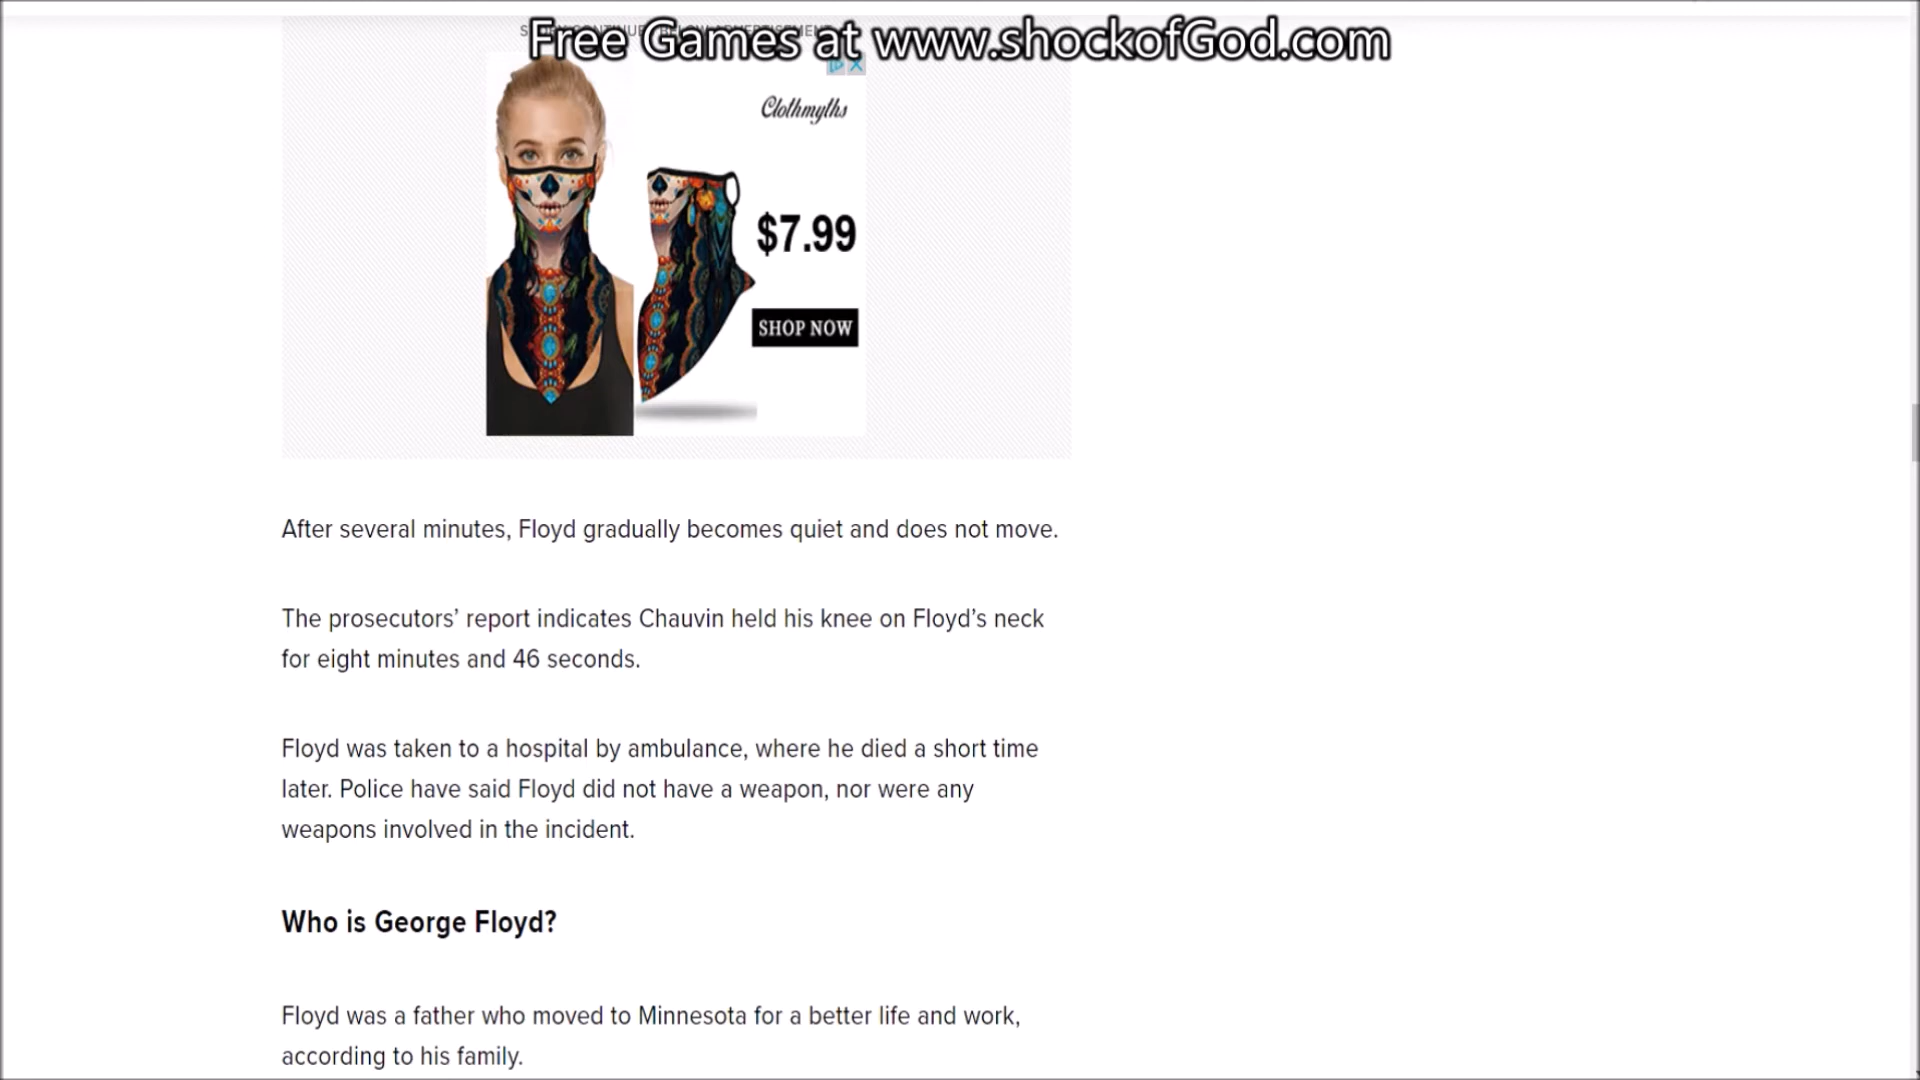 Free Games at www.shockofGod.com
Clothmyths
$7.99
SHOP NOW
After several minutes, Floyd gradually becomes quiet and does not move.
The prosecutors’ report indicates Chauvin held his knee on Floyd’s neck
for eight minutes and 46 seconds.
Floyd was taken to a hospital by ambulance, where he died a short time
later. Police have said Floyd did not have a weapon, nor were any
weapons involved in the incident.
Who is George Floyd?
Floyd was a father who moved to Minnesota for a better life and work,
according to his family.